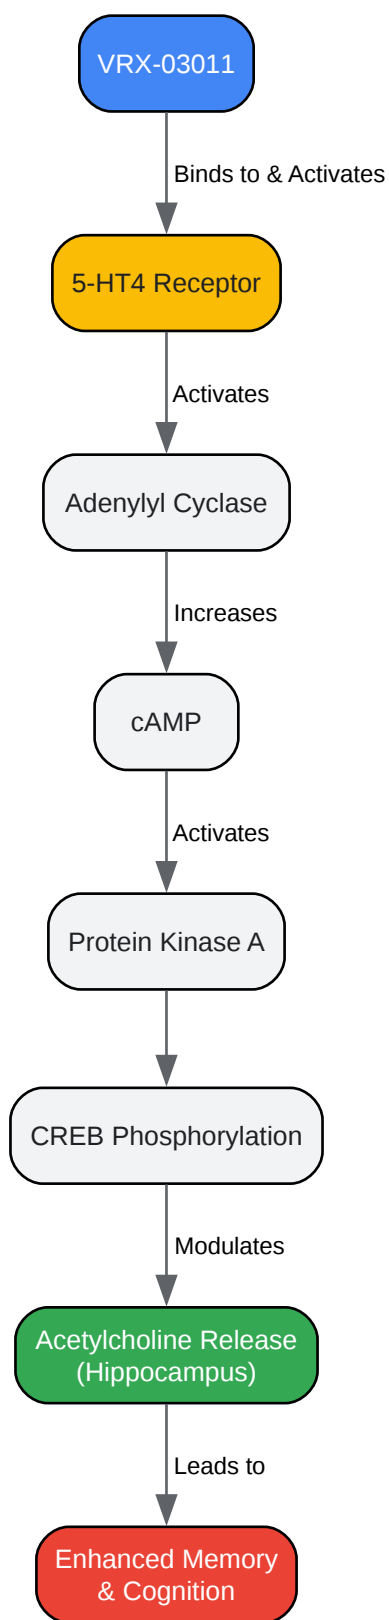 VRX-03011
Binds to & Activates
5-HT4 Receptor
Activates
Adenylyl Cyclase
Increases
cAMP
Activates
Protein Kinase A
CREB Phosphorylation
Modulates
Acetylcholine Release
(Hippocampus)
Leads to
Enhanced Memory
& Cognition